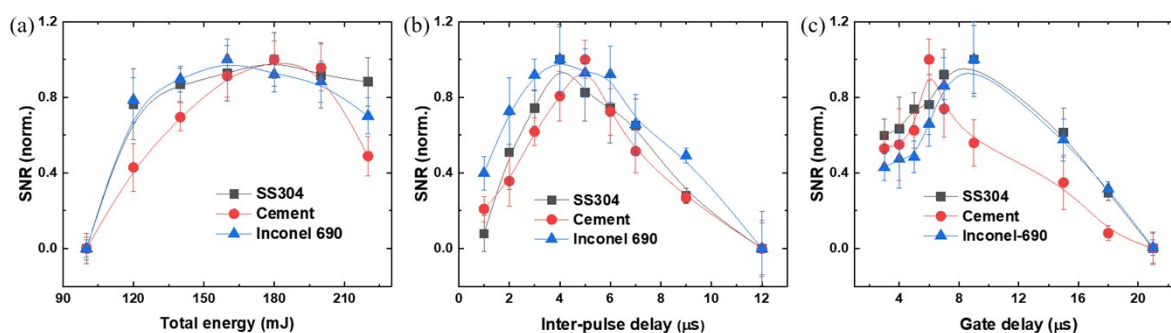 (a)
1.2
0.8
0.4
0.0
SNR (norm.)
SS304
Cement
Inconel 690
90 120 150 180 210
Total energy (mJ)
(b)
1.2
0.8
0.4
0.0
SNR (norm.)
SS304
Cement
Inconel 690
0 2 4 6 8 10 12
Inter-pulse delay (μs)
(c)
1.2
0.8
0.4
0.0
SNR (norm.)
SS304
Cement
Inconel-690
4 8 12 16 20
Gate delay (μs)